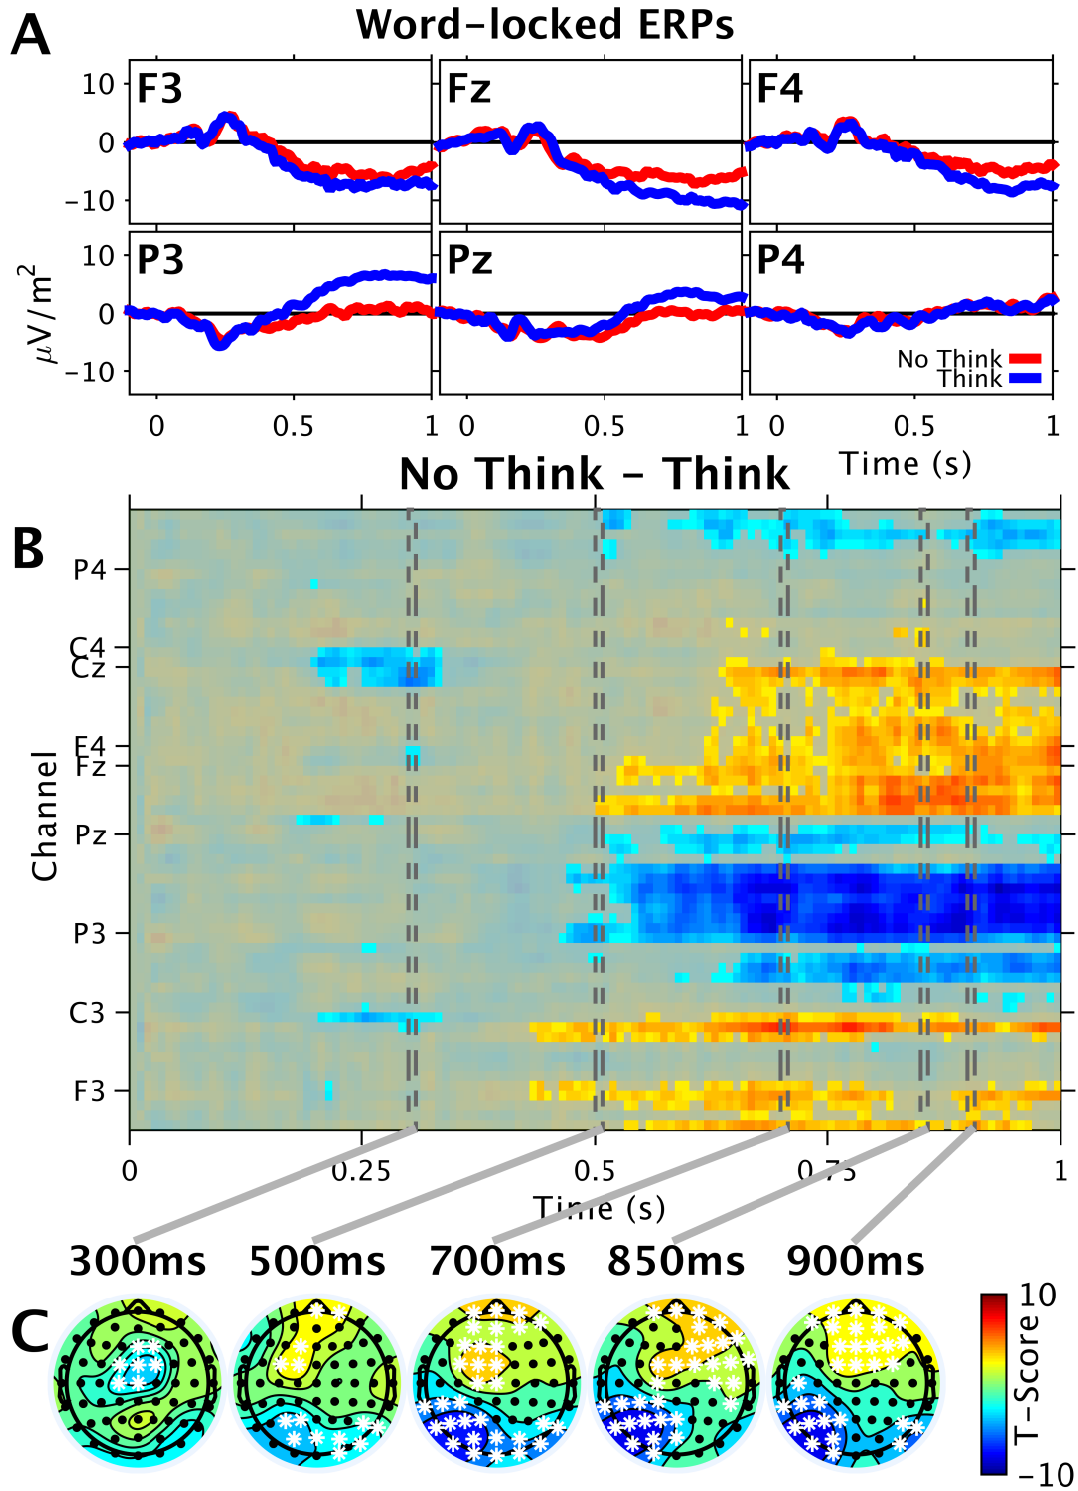 A
Word-locked ERPs
F3
Fz
F4
10
0
-10
P3
Pz
P4
10
0
-10
μV/m²
No Think
Think
0 0.5 1 0 0.5 1 0 0.5 1
Time (s)
No Think - Think
B
P4
C4
Cz
F4
Fz
Pz
P3
C3
F3
Channel
0 0.25 0.5 0.75 1
Time (s)
300ms 500ms 700ms 850ms 900ms
C
10
-10
T-Score